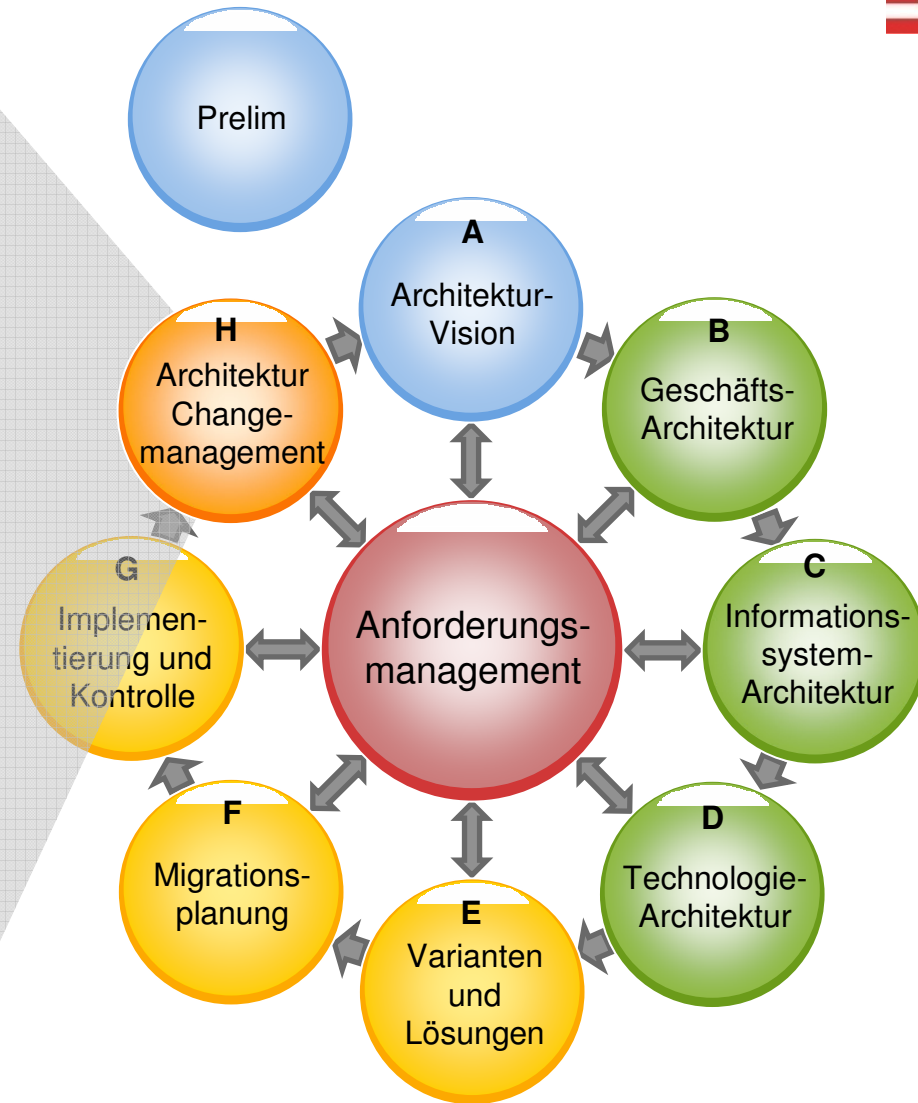 Prelim
A
Architektur-
Vision
B
Geschäfts-
Architektur
C
Informations-
system-
Architektur
D
Technologie-
Architektur
E
Varianten
und
Lösungen
F
Migrations-
planung
G
Implemen-
tierung und
Kontrolle
H
Architektur
Change-
management
Anforderungs-
management